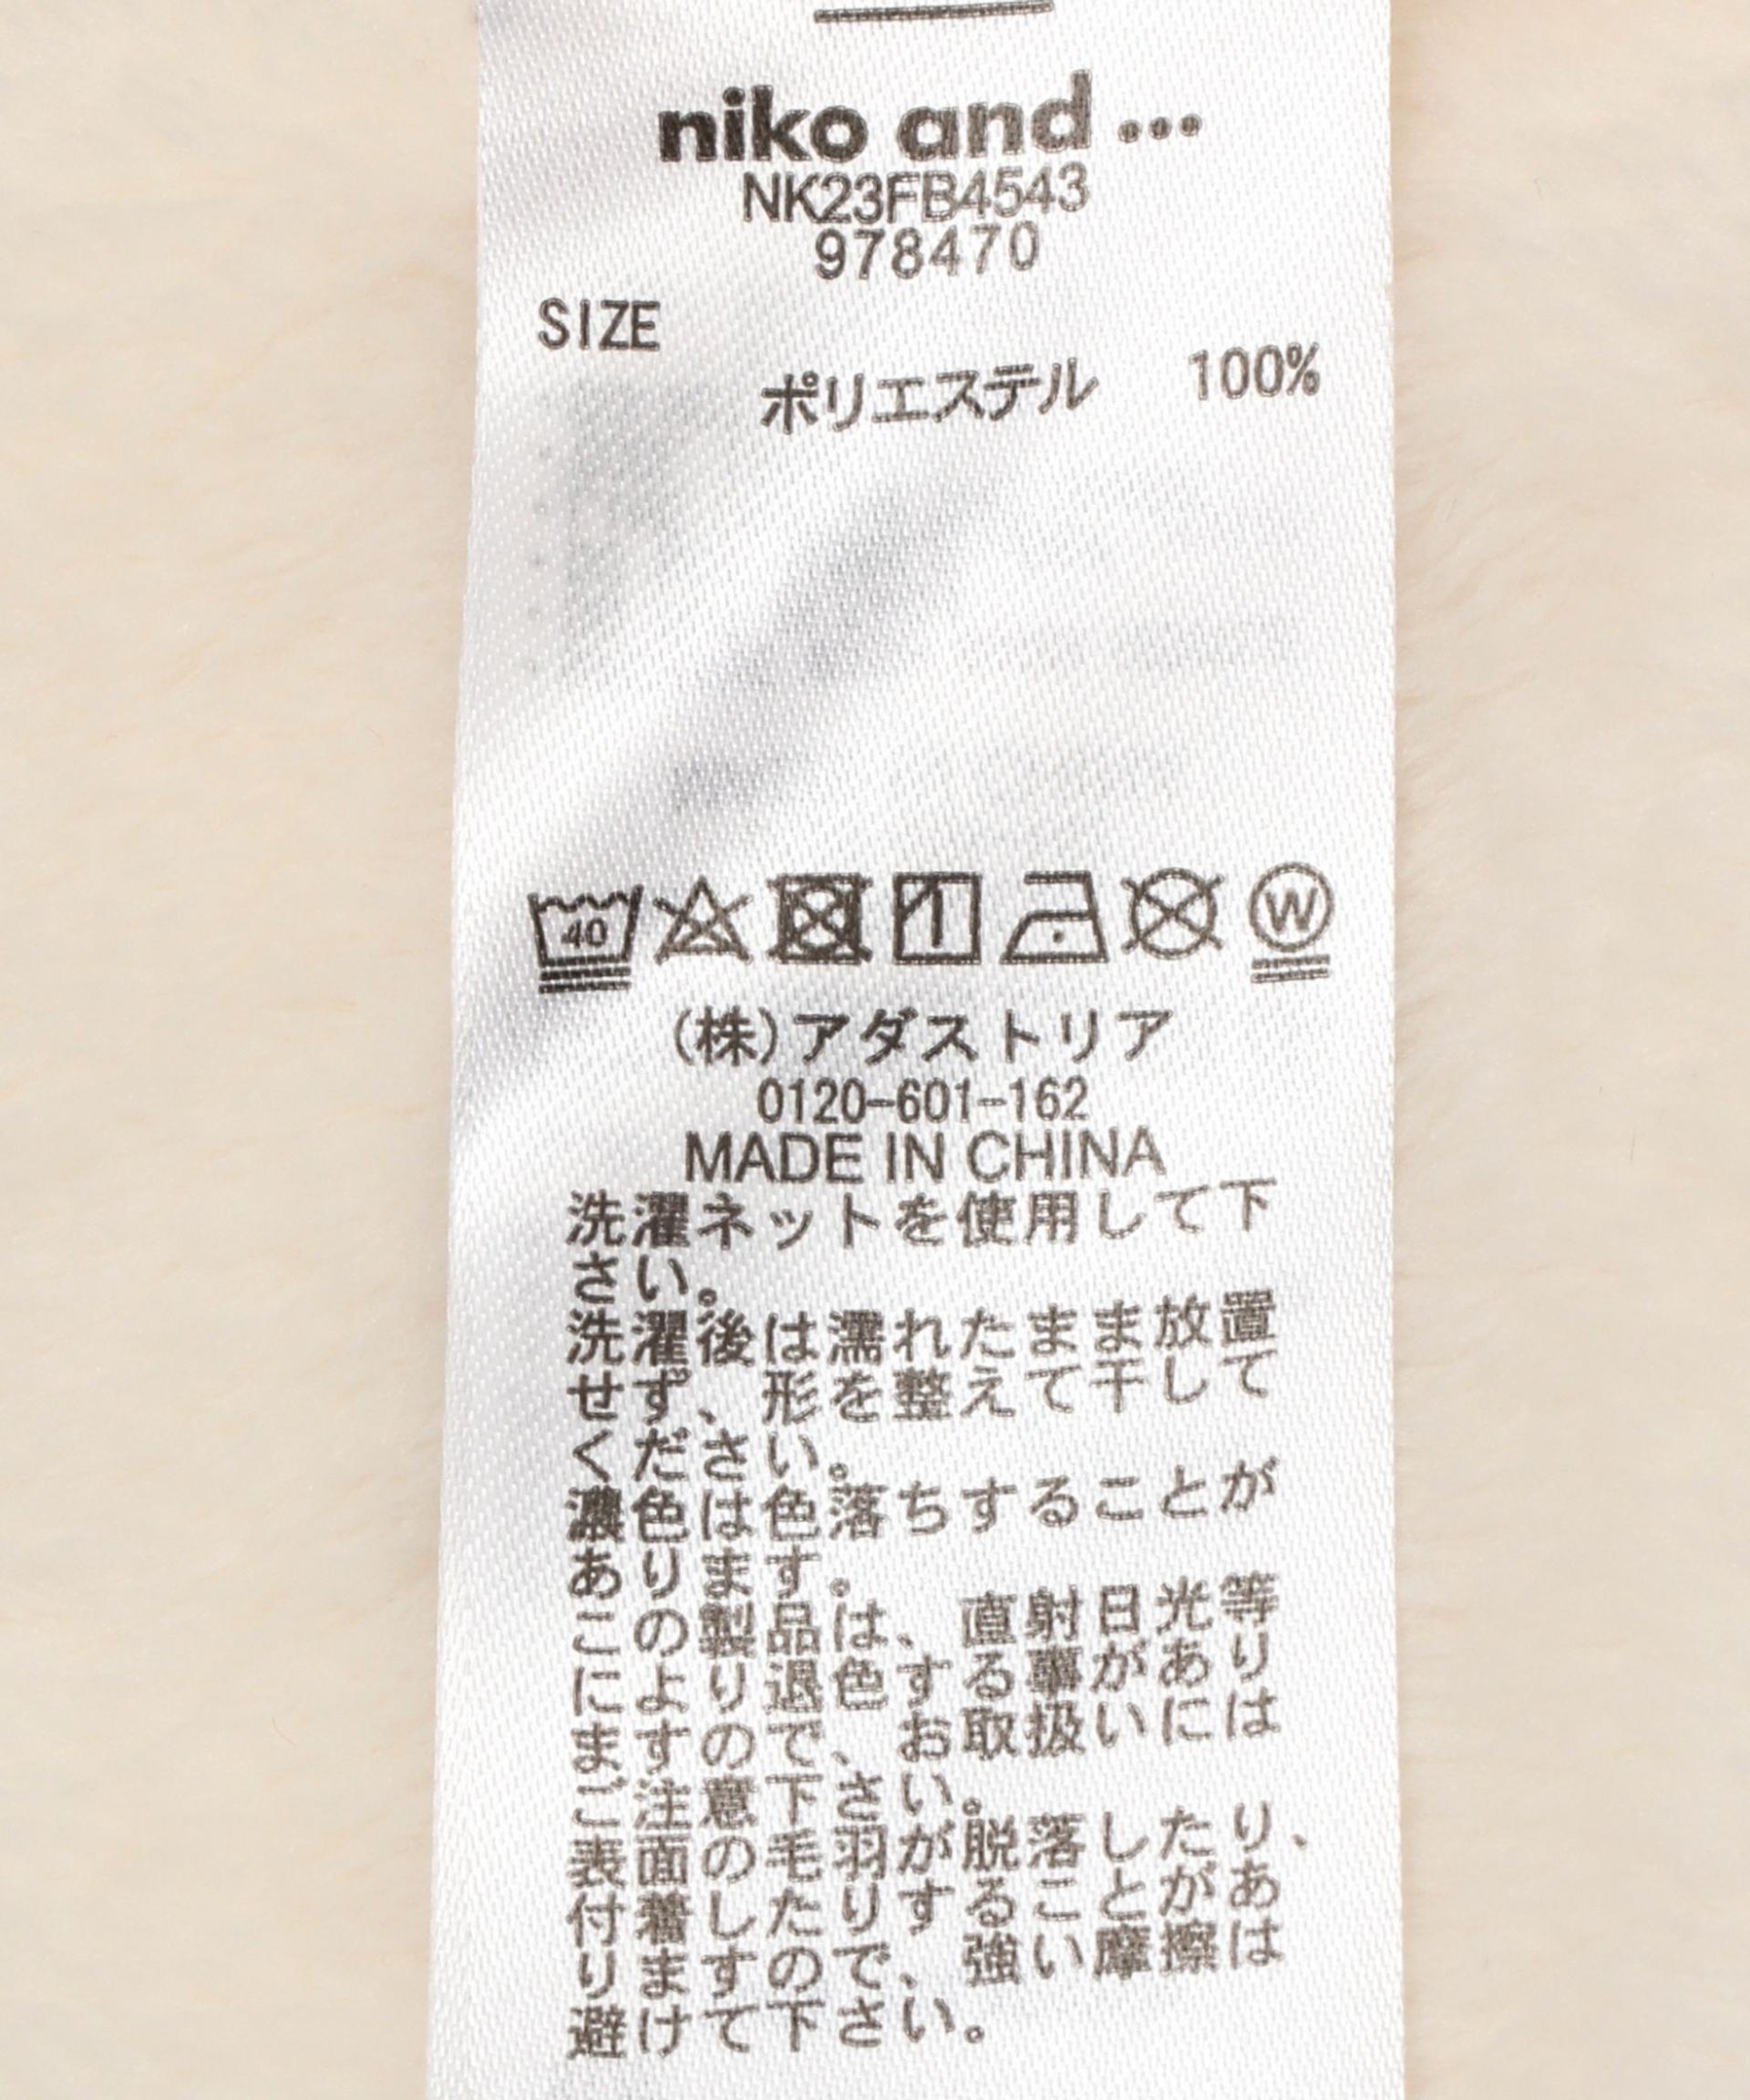 niko and ...
NK23FB4543
978470
SIZE
ポリエステル 100%
40
W
(株)アダストリア
0120-601-162
MADE IN CHINA
洗濯ネットを使用して下
さい。
洗濯後は濡れたまま放置
せず、形を整えて干して
ください。
濃色は色落ちすることが
あります。
この製品は、直射日光等
により退色する事があり
ますので、お取扱いには
ご注意下さい。
表面の毛羽が脱落したり、
付着したりすることがあ
りますので、強い摩擦は
避けて下さい。